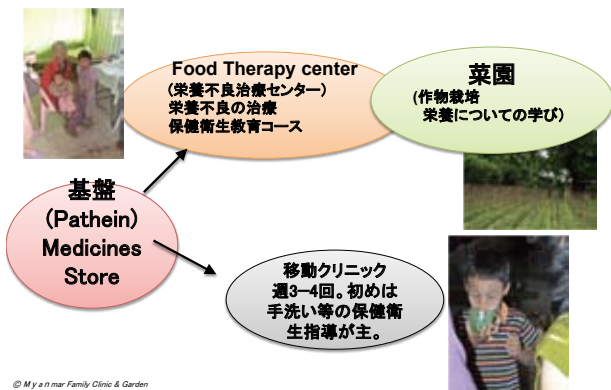 Food Therapy center
(栄養不良治療センター)
栄養不良の治療
保健衛生教育コース
菜園
(作物栽培
栄養についての学び)
基盤
(Pathein)
Medicines
Store
移動クリニック
週3−4回。初めは
手洗い等の保健衛
生指導が主。
© Myanmar Family Clinic & Garden